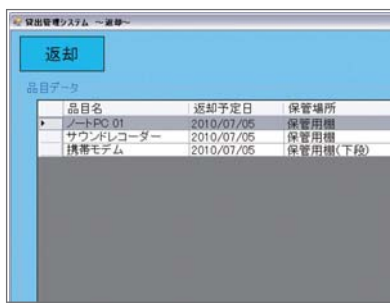 貸出管理システム ～返却～
返却
品目データ
品目名 返却予定日 保管場所
ノートPC 01 2010/07/05 保管用棚
サウンドレコーダー 2010/07/05 保管用棚
携帯モデム 2010/07/05 保管用棚(下段)